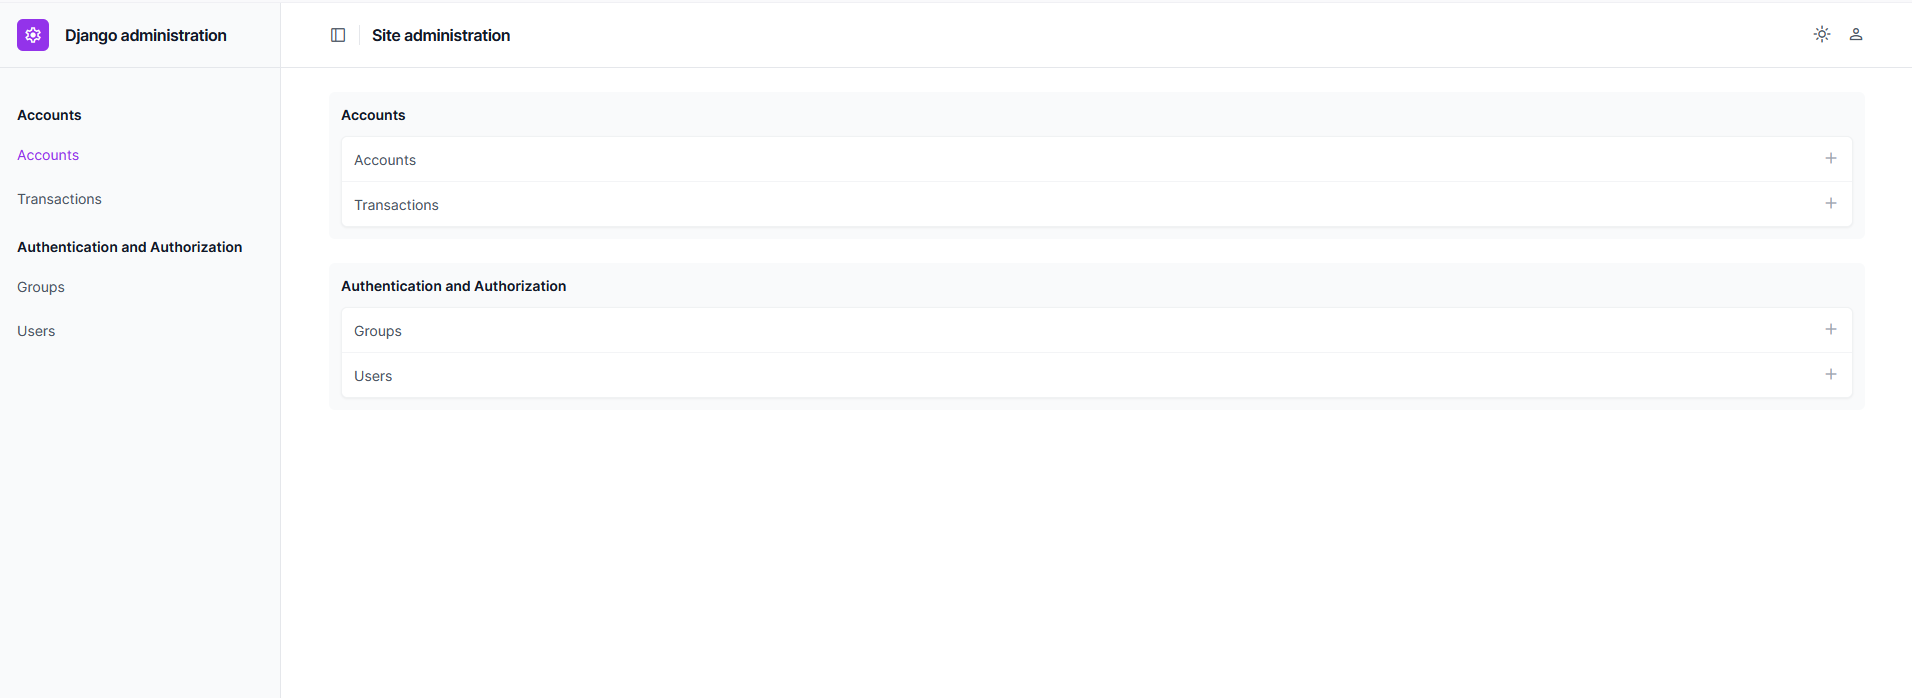 Django administration
Site administration
Accounts
Accounts
Transactions
Authentication and Authorization
Groups
Users
Accounts
Accounts
Transactions
Authentication and Authorization
Groups
Users